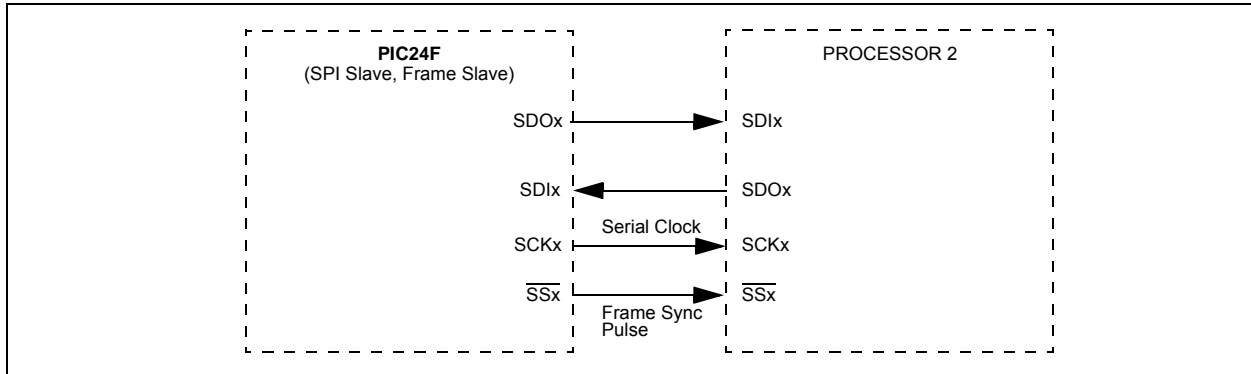 PIC24F
(SPI Slave, Frame Slave)
PROCESSOR 2
SDOx
SDIx
SDIx
SDOx
Serial Clock
SCKx
SCKx
SSx
SSx
Frame Sync
Pulse